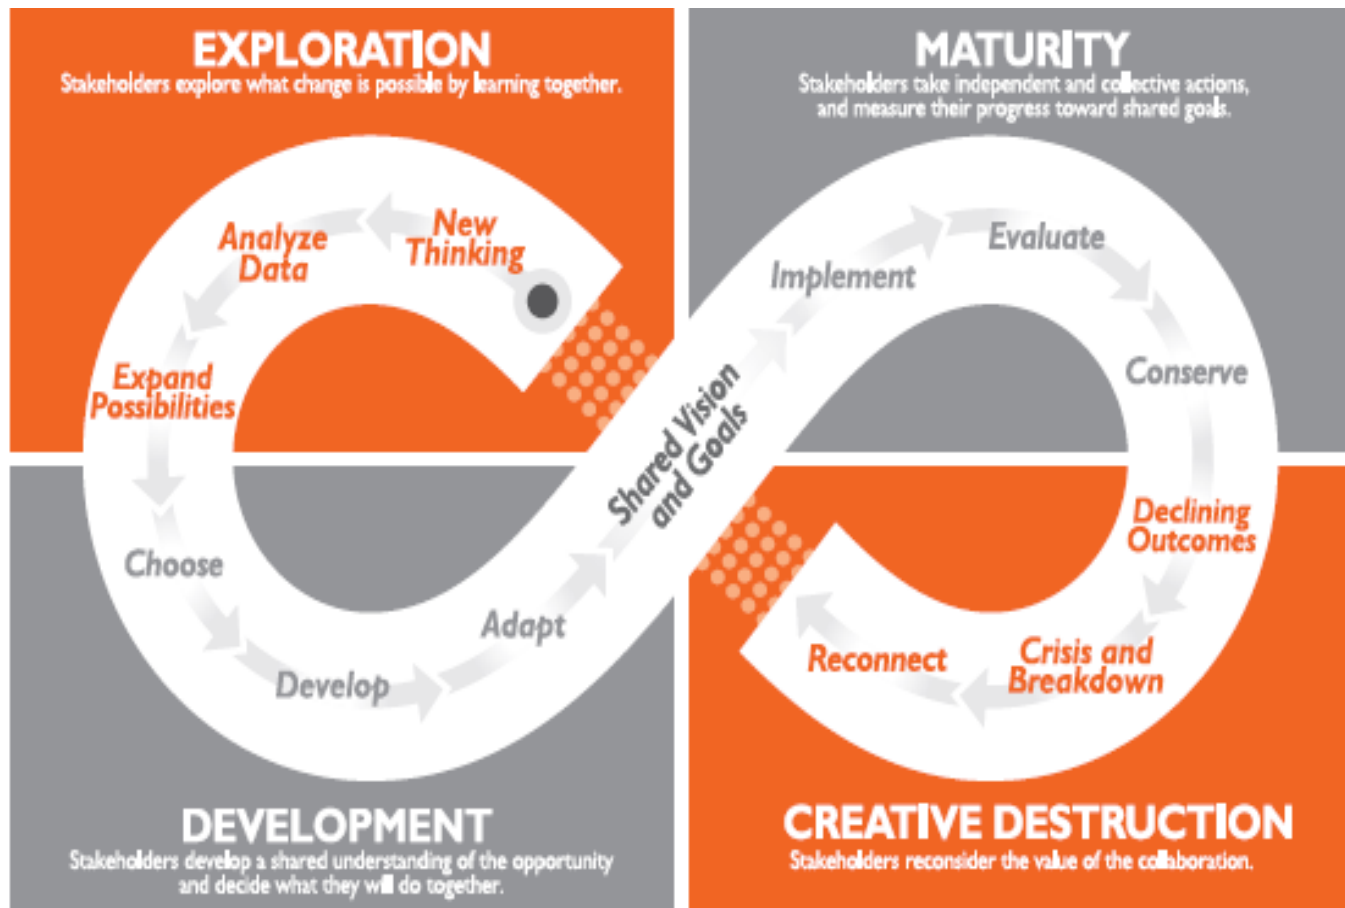 EXPLORATION
Stakeholders explore what change is possible by learning together.
MATURITY
Stakeholders take independent and collective actions,
and measure their progress toward shared goals.
New
Thinking
Analyze
Data
Expand
Possibilities
Choose
Develop
Adapt
Shared Vision
and Goals
Implement
Evaluate
Conserve
Declining
Outcomes
Crisis and
Breakdown
Reconnect
DEVELOPMENT
Stakeholders develop a shared understanding of the opportunity
and decide what they will do together.
CREATIVE DESTRUCTION
Stakeholders reconsider the value of the collaboration.